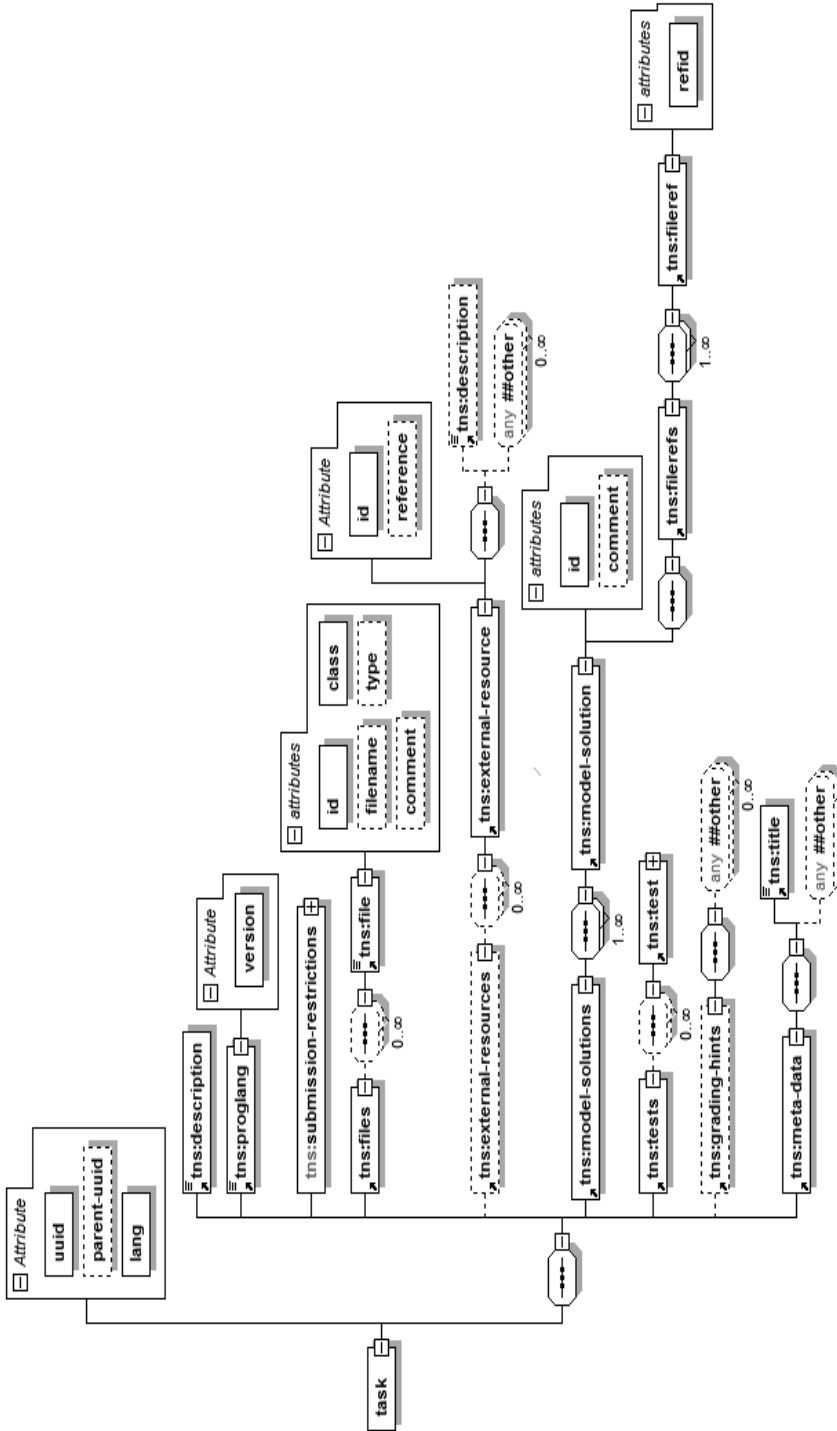 task
Attribute
uuid
parent-uuid
lang
tns:description
tns:proglang
Attribute
version
tns:submission-restrictions
tns:files
0..∞
tns:file
attributes
id
class
filename
type
comment
tns:external-resources
0..∞
tns:external-resource
Attribute
id
reference
tns:description
any ##other
0..∞
tns:model-solutions
1..∞
tns:model-solution
attributes
id
comment
tns:filerefs
1..∞
tns:fileref
attributes
refid
tns:tests
0..∞
tns:test
tns:grading-hints
any ##other
0..∞
tns:meta-data
tns:title
any ##other